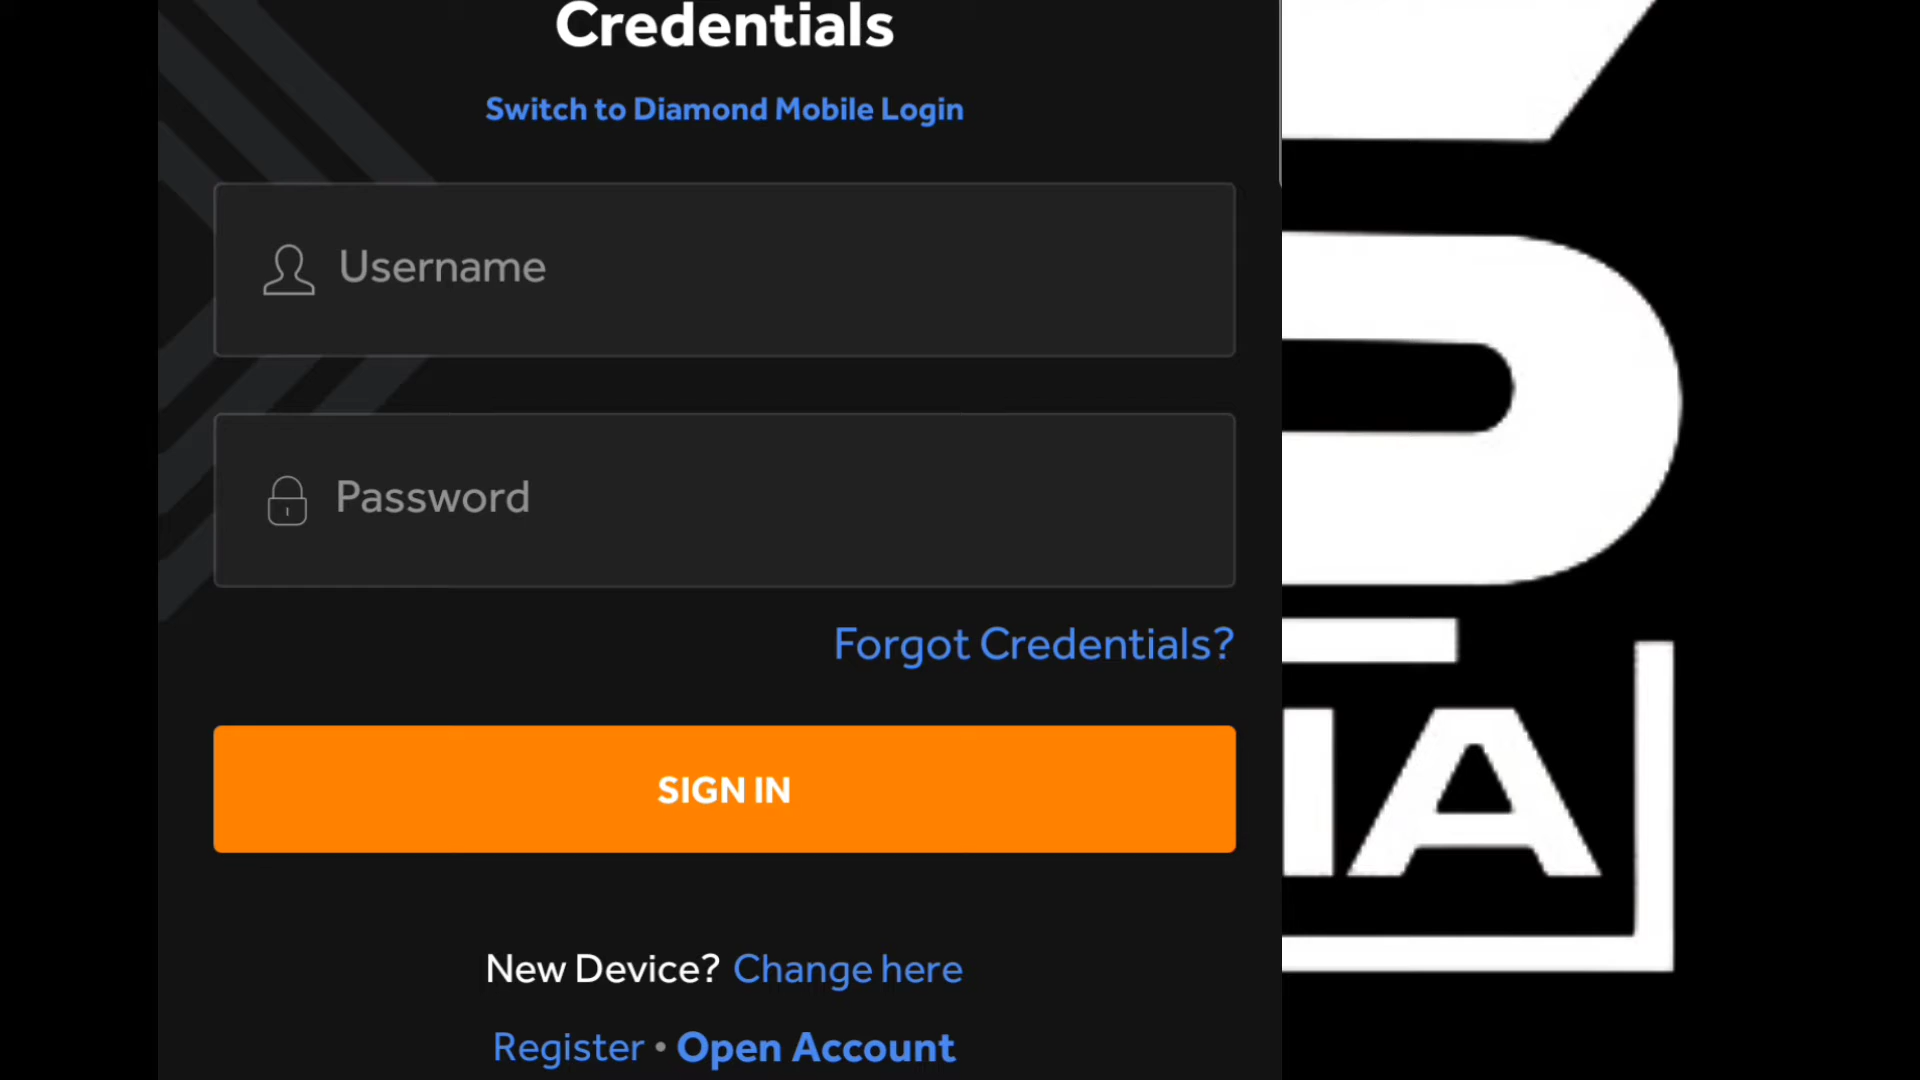 Credentials
Switch to Diamond Mobile Login
Username
Password
Forgot Credentials?
SIGN IN
New Device? Change here
Register • Open Account
IA